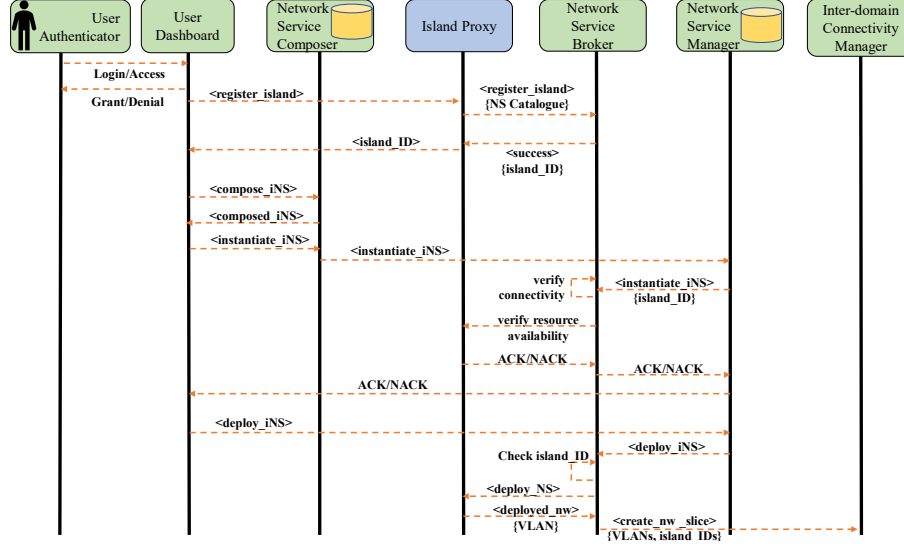 User
Authenticator
User
Dashboard
Network
Service
Composer
Island Proxy
Network
Service
Broker
Network
Service
Manager
Inter-domain
Connectivity
Manager
Login/Access
Grant/Denial
<register_island>
<register_island>
{NS Catalogue}
<island_ID>
<success>
{island_ID}
<compose_iNS>
<composed_iNS>
<instantiate_iNS>
<instantiate_iNS>
verify
connectivity
<instantiate_iNS>
{island_ID}
verify resource
availability
ACK/NACK
ACK/NACK
ACK/NACK
<deploy_iNS>
<deploy_iNS>
Check island_ID
<deploy_NS>
<deployed_nw>
{VLAN}
<create_nw _slice>
{VLANs, island_IDs}